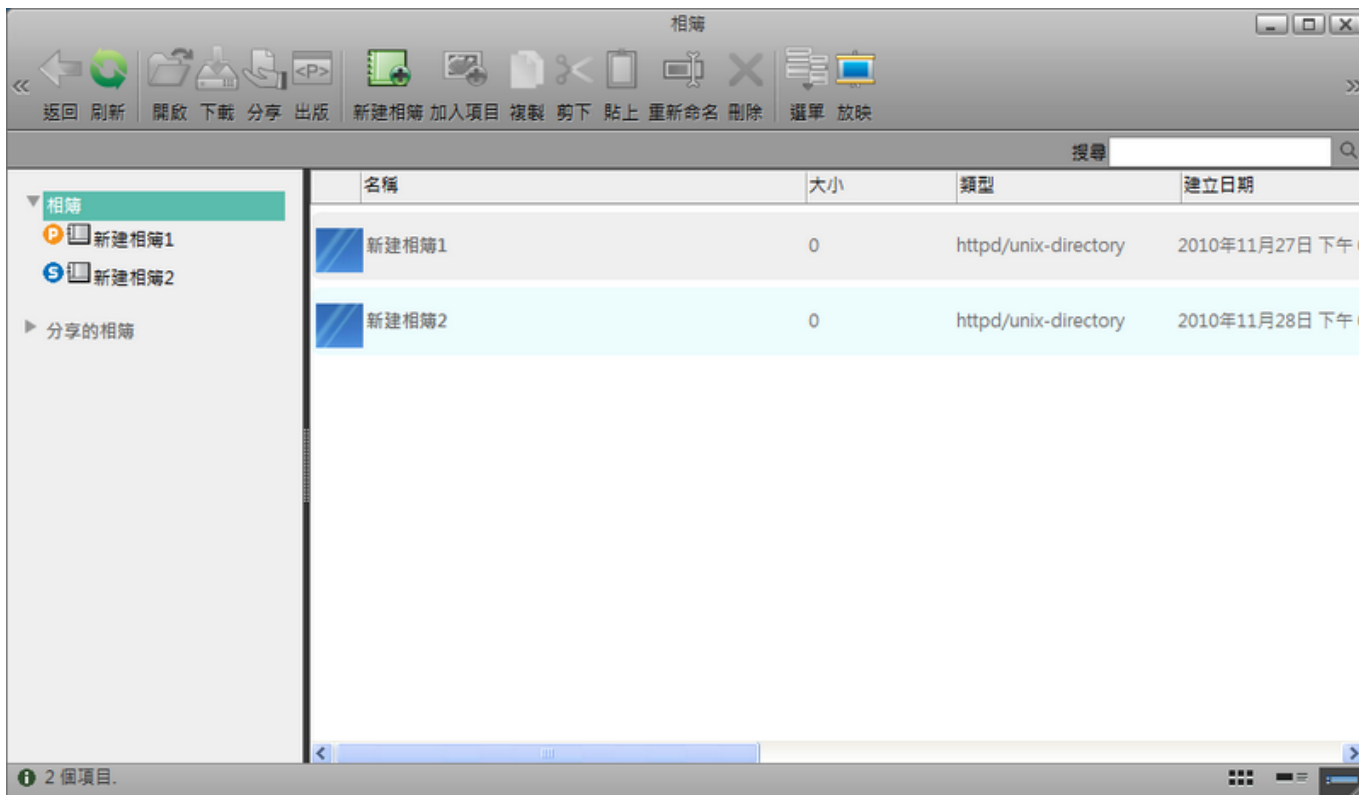 相簿
返回 刷新 開啟 下載 分享 出版 新建相簿 加入項目 複製 剪下 貼上 重新命名 刪除 選單 放映
<P>
搜尋
相簿
P 新建相簿1
S 新建相簿2
分享的相簿
名稱 大小 類型 建立日期
新建相簿1 0 httpd/unix-directory 2010年11月27日 下午
新建相簿2 0 httpd/unix-directory 2010年11月28日 下午
2 個項目.